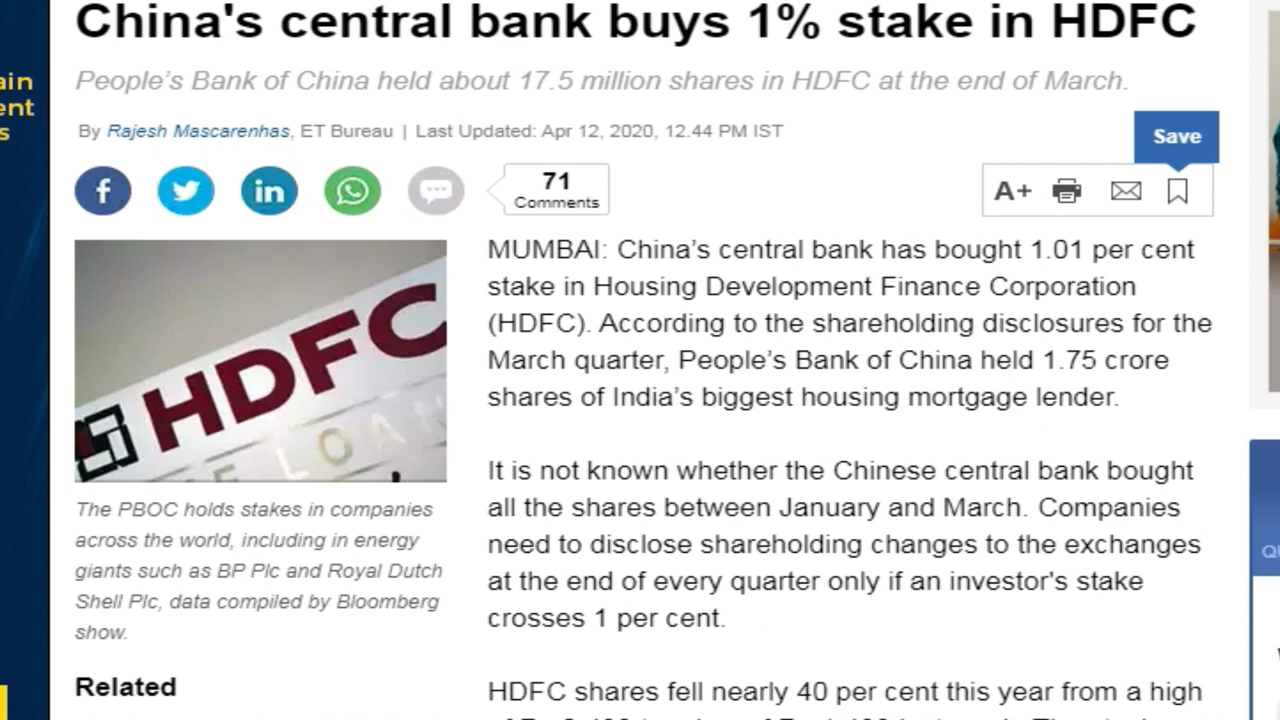 China's central bank buys 1% stake in HDFC
People's Bank of China held about 17.5 million shares in HDFC at the end of March.
By Rajesh Mascarenhas, ET Bureau | Last Updated: Apr 12, 2020, 12.44 PM IST
Save
71
Comments
A+
HDFC
MUMBAI: China's central bank has bought 1.01 per cent
stake in Housing Development Finance Corporation
(HDFC). According to the shareholding disclosures for the
March quarter, People's Bank of China held 1.75 crore
shares of India's biggest housing mortgage lender.
It is not known whether the Chinese central bank bought
all the shares between January and March. Companies
need to disclose shareholding changes to the exchanges
at the end of every quarter only if an investor's stake
crosses 1 per cent.
HDFC shares fell nearly 40 per cent this year from a high
The PBOC holds stakes in companies
across the world, including in energy
giants such as BP Plc and Royal Dutch
Shell Plc, data compiled by Bloomberg
show.
Related